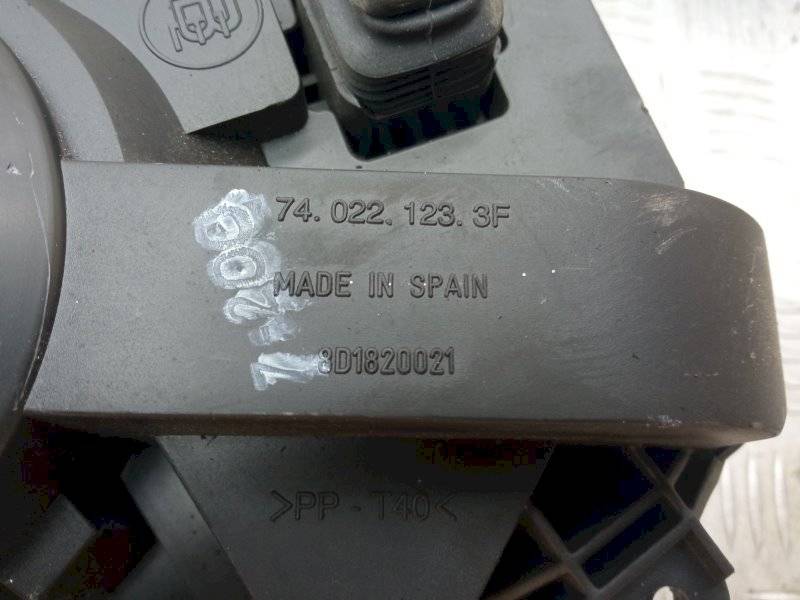 74.022.123.3F
MADE IN SPAIN
8D1820021
>PP-T40<